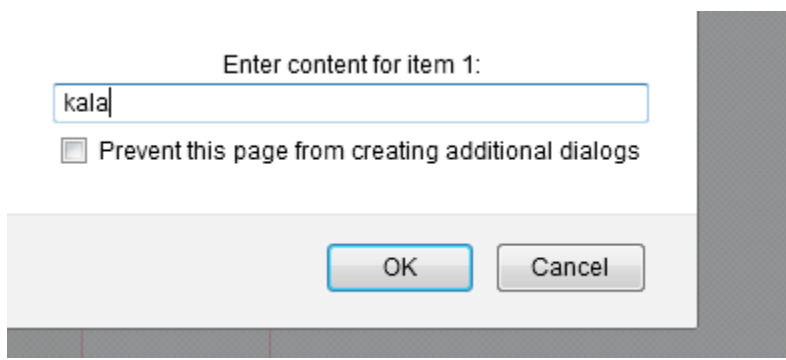 Enter content for item 1:
kala
Prevent this page from creating additional dialogs
OK Cancel